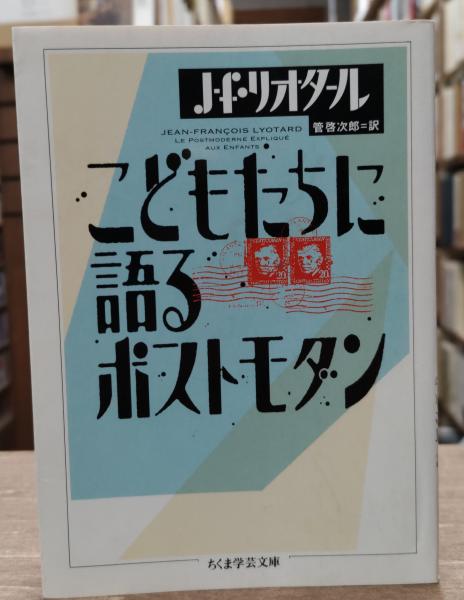 J-F・リオタール
JEAN-FRANÇOIS LYOTARD
LE POSTMODERNE EXPLIQUÉ
AUX ENFANTS
管啓次郎=訳
こどもたちに
語る
ポストモダン
20
20
ちくま学芸文庫